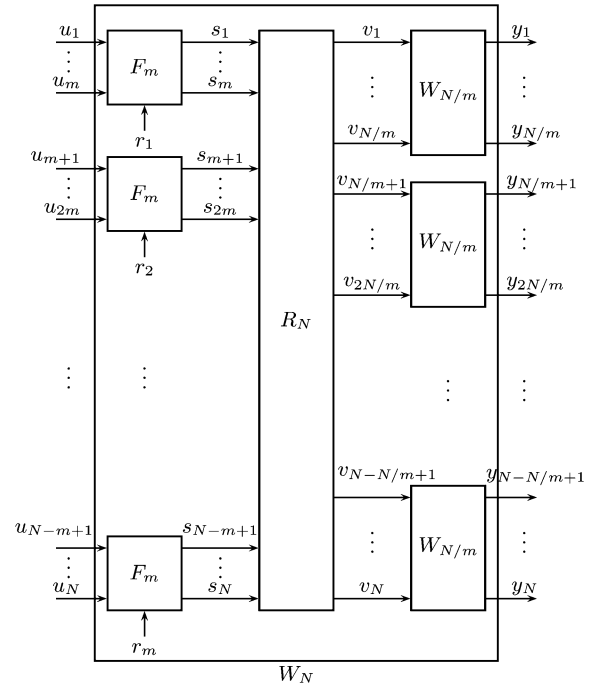 u_1 s_1 v_1 y_1
F_m
u_m s_m W_{N/m}
r_1 v_{N/m} y_{N/m}
u_{m+1} s_{m+1}
v_{N/m+1} y_{N/m+1}
F_m
u_{2m} s_{2m}
W_{N/m}
r_2
v_{2N/m} y_{2N/m}
R_N
v_{N-N/m+1} y_{N-N/m+1}
u_{N-m+1} s_{N-m+1}
W_{N/m}
F_m
u_N s_N v_N y_N
r_m
W_N